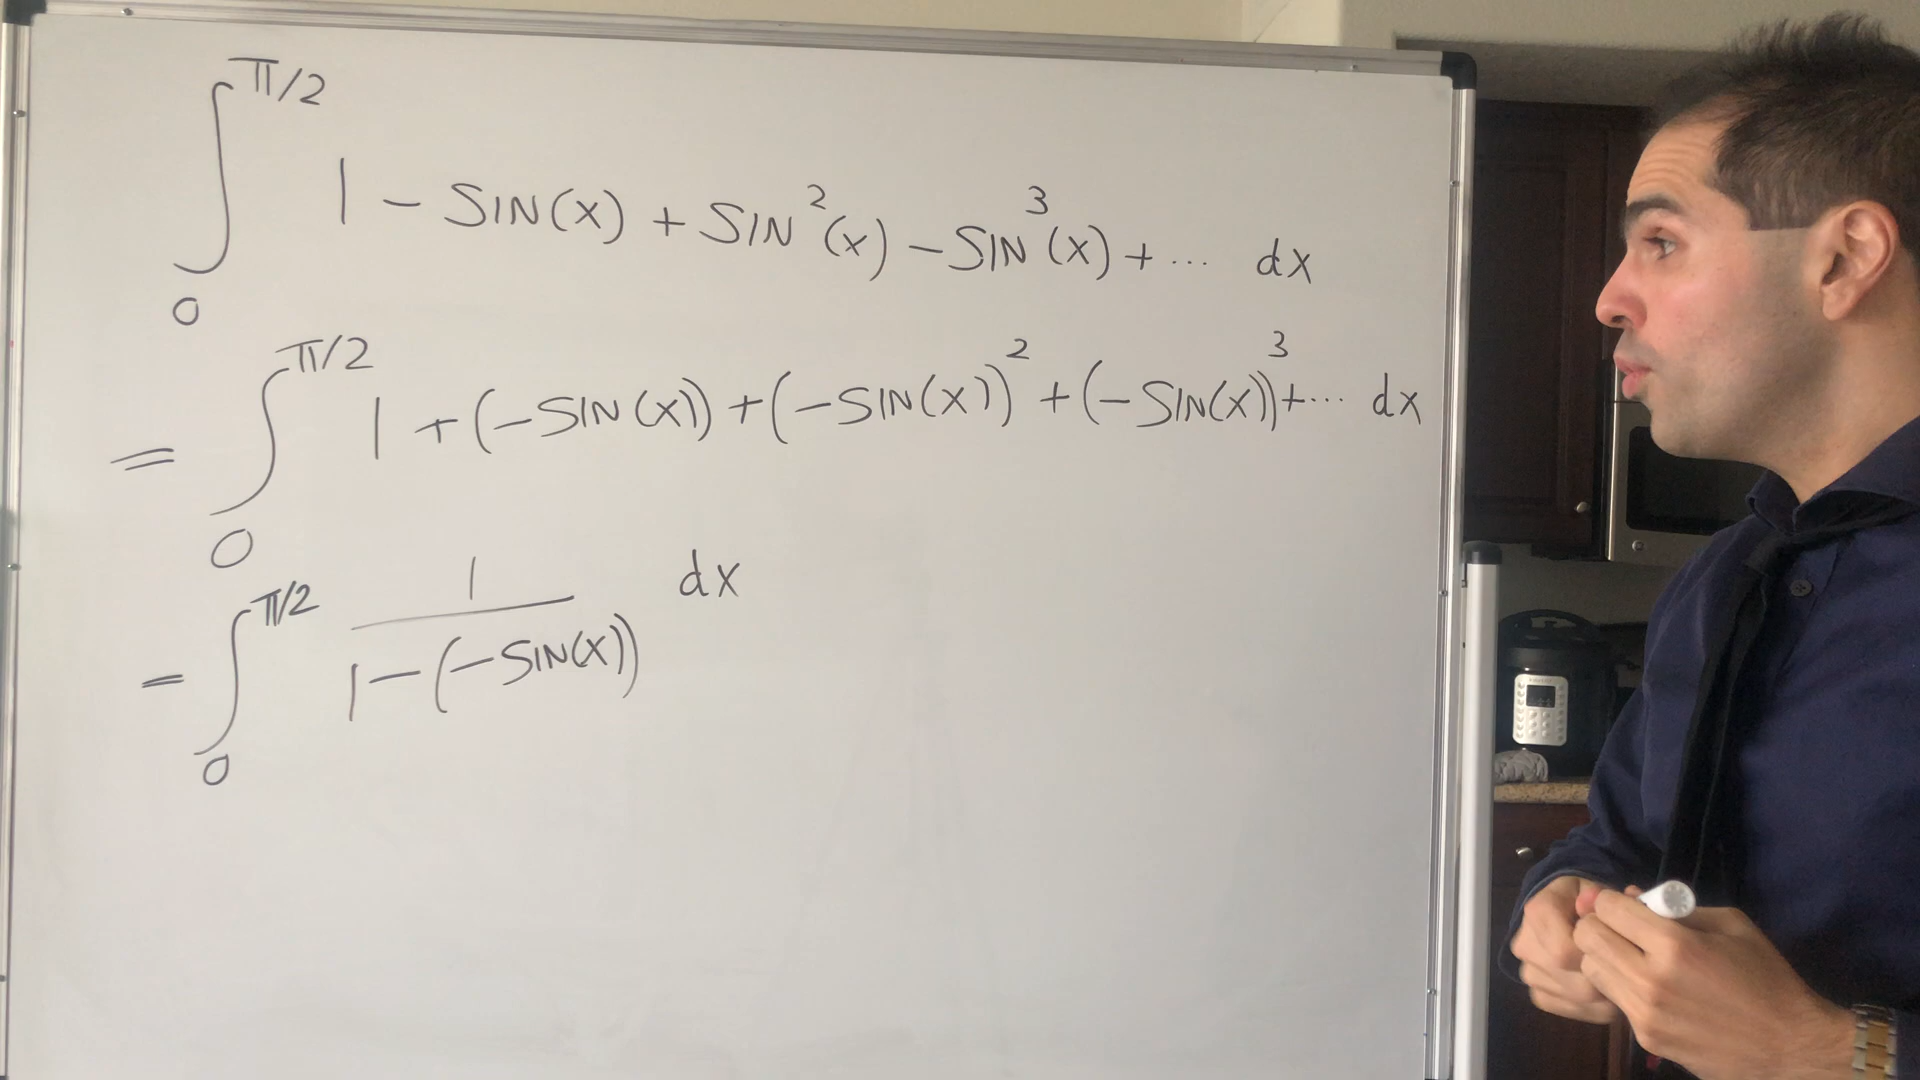 ∫₀^π/2 1 - SIN(x) + SIN²(x) - SIN³(x) + ... dx
= ∫₀^π/2 1 + (-SIN(x)) + (-SIN(x))² + (-SIN(x))³ + ... dx
= ∫₀^π/2 1/(1-(-SIN(x))) dx